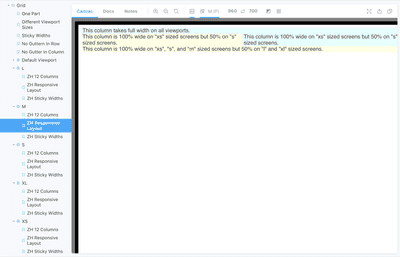 Grid
One Part
Different Viewport
Sizes
Sticky Widths
No Gutters In Row
No Gutter In Column
Default Viewport
L
ZH 12 Columns
ZH Responsive
Layout
ZH Sticky Widths
M
ZH 12 Columns
ZH Responsive
Layout
ZH Sticky Widths
S
ZH 12 Columns
ZH Responsive
Layout
ZH Sticky Widths
XL
ZH 12 Columns
ZH Responsive
Layout
ZH Sticky Widths
XS
ZH 12 Columns
ZH Responsive
Layout
ZH Sticky Widths
Canvas Docs Notes 960 700
This column takes full width on all viewports.
This column is 100% wide on "xs" sized screens but 50% on "s"
sized screens.
This column is 100% wide on "xs" sized screens but 50% on "s"
sized screens.
This column is 100% wide on "xs", "s", and "m" sized screens but 50% on "l" and "xl" sized screens.